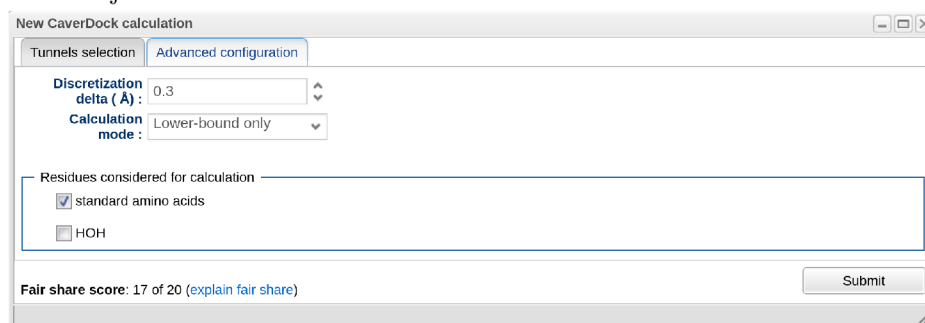 New CaverDock calculation
Tunnels selection Advanced configuration
Discretization
delta ( Å) : 0.3
Calculation
mode : Lower-bound only
Residues considered for calculation
standard amino acids
HOH
Fair share score: 17 of 20 (explain fair share)
Submit